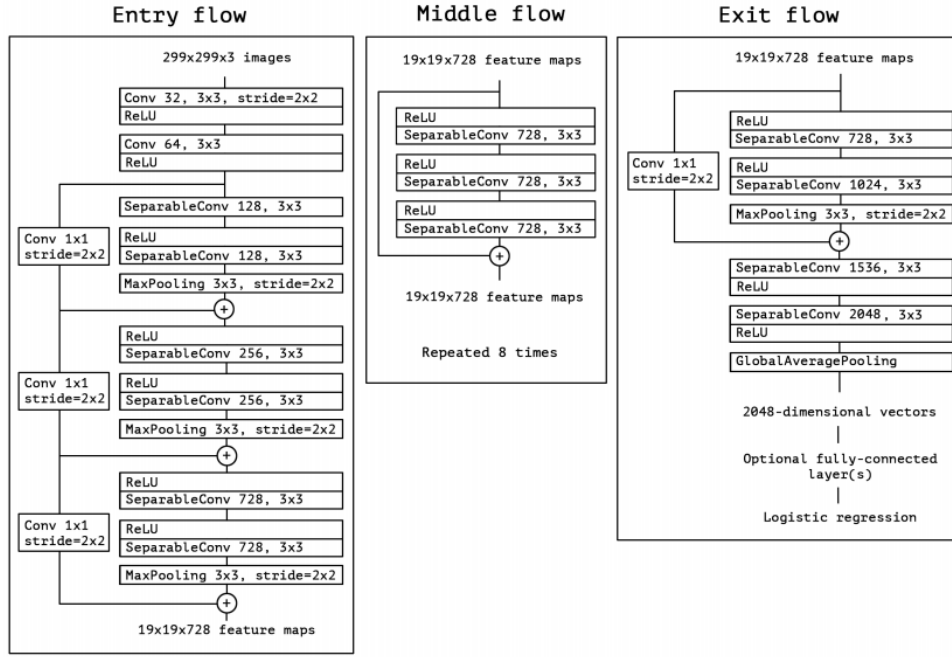 Entry flow
299x299x3 images
Conv 32, 3x3, stride=2x2
ReLU
Conv 64, 3x3
ReLU
SeparableConv 128, 3x3
Conv 1x1
stride=2x2
ReLU
SeparableConv 128, 3x3
MaxPooling 3x3, stride=2x2
+
ReLU
SeparableConv 256, 3x3
Conv 1x1
stride=2x2
ReLU
SeparableConv 256, 3x3
MaxPooling 3x3, stride=2x2
+
ReLU
SeparableConv 728, 3x3
Conv 1x1
stride=2x2
ReLU
SeparableConv 728, 3x3
MaxPooling 3x3, stride=2x2
+
19x19x728 feature maps
Middle flow
19x19x728 feature maps
ReLU
SeparableConv 728, 3x3
ReLU
SeparableConv 728, 3x3
ReLU
SeparableConv 728, 3x3
+
19x19x728 feature maps
Repeated 8 times
Exit flow
19x19x728 feature maps
ReLU
SeparableConv 728, 3x3
Conv 1x1
stride=2x2
ReLU
SeparableConv 1024, 3x3
MaxPooling 3x3, stride=2x2
+
SeparableConv 1536, 3x3
ReLU
SeparableConv 2048, 3x3
ReLU
GlobalAveragePooling
2048-dimensional vectors
Optional fully-connected
layer(s)
Logistic regression